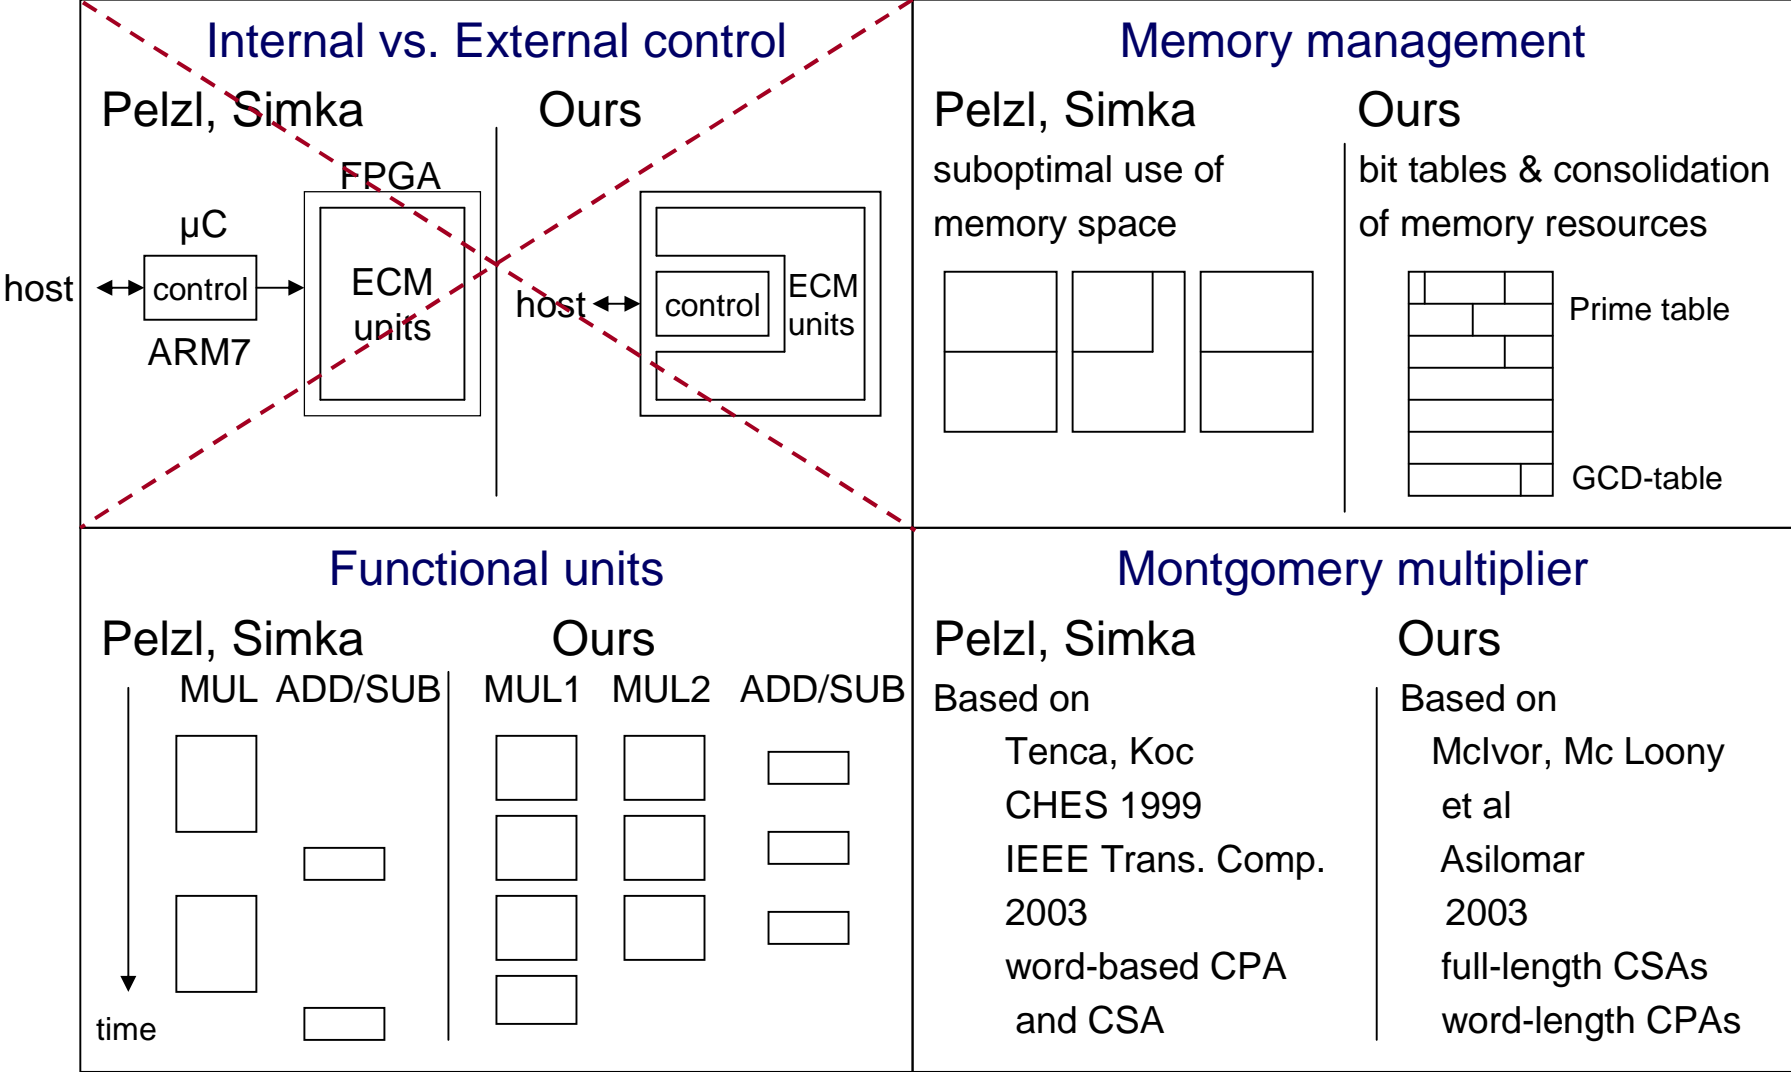 Internal vs. External control
Pelzl, Simka
Ours
FPGA
µC
host
control
ARM7
ECM
units
host
control
ECM
units
Memory management
Pelzl, Simka
Ours
suboptimal use of
memory space
bit tables & consolidation
of memory resources
Prime table
GCD-table
Functional units
Pelzl, Simka
Ours
MUL ADD/SUB
MUL1 MUL2 ADD/SUB
time
Montgomery multiplier
Pelzl, Simka
Based on
Tenca, Koc
CHES 1999
IEEE Trans. Comp.
2003
word-based CPA
and CSA
Ours
Based on
McIvor, Mc Loony
et al
Asilomar
2003
full-length CSAs
word-length CPAs